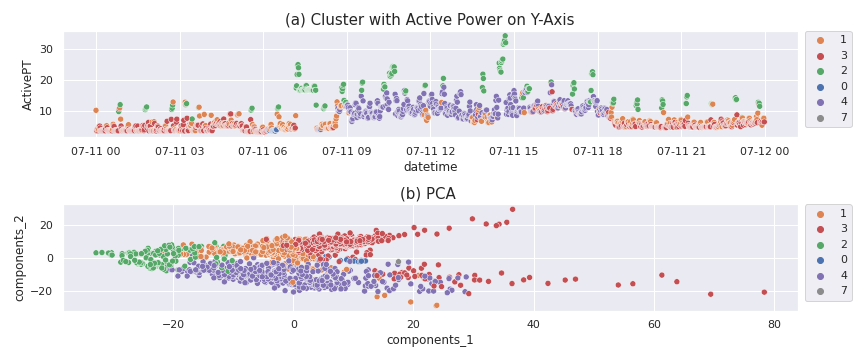 (a) Cluster with Active Power on Y-Axis
30
20
10
ActivePT
07-11 00 07-11 03 07-11 06 07-11 09 07-11 12 07-11 15 07-11 18 07-11 21 07-12 00
datetime
1
3
2
0
4
7
(b) PCA
20
0
−20
components_2
−20 0 20 40 60 80
components_1
1
3
2
0
4
7